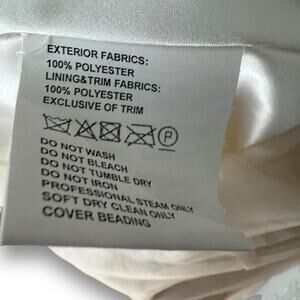 EXTERIOR FABRICS:
100% POLYESTER
LINING&TRIM FABRICS:
100% POLYESTER
EXCLUSIVE OF TRIM
P
DO NOT WASH
DO NOT BLEACH
DO NOT TUMBLE DRY
DO NOT IRON
PROFESSIONAL STEAM ONLY
SOFT DRY CLEAN ONLY
COVER BEADING